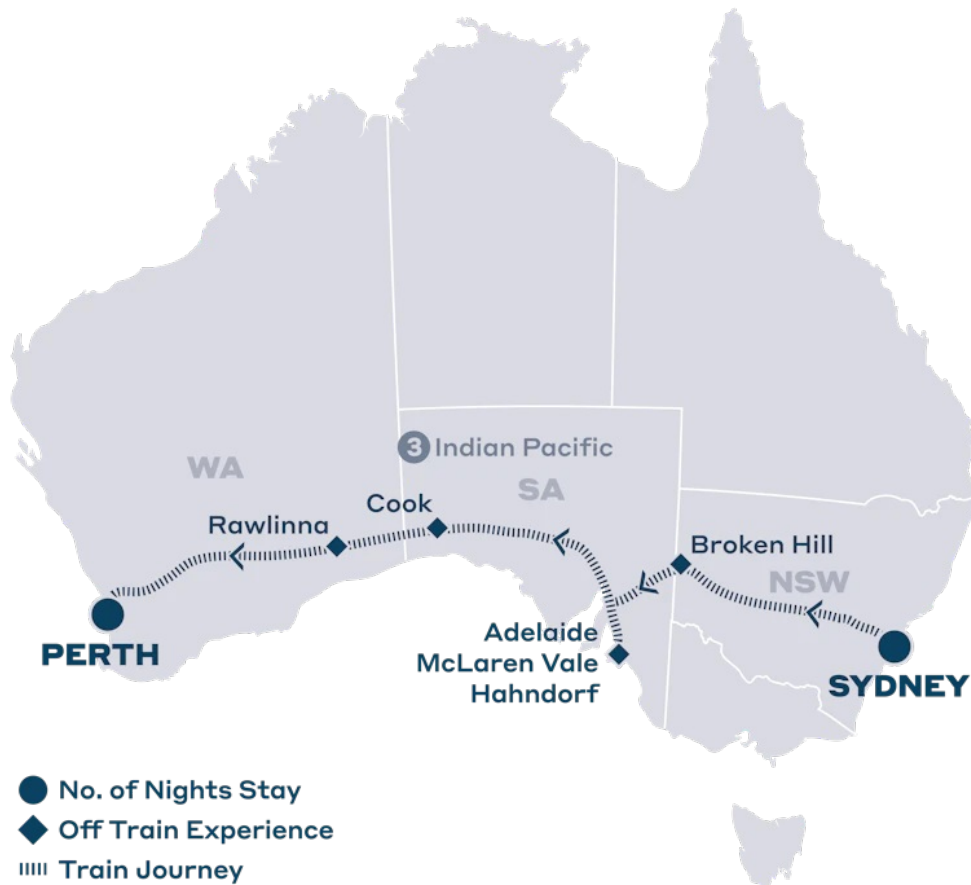 3 Indian Pacific
WA
SA
Cook
Rawlinna
Broken Hill
NSW
PERTH
Adelaide
McLaren Vale
Hahndorf
SYDNEY
No. of Nights Stay
Off Train Experience
Train Journey